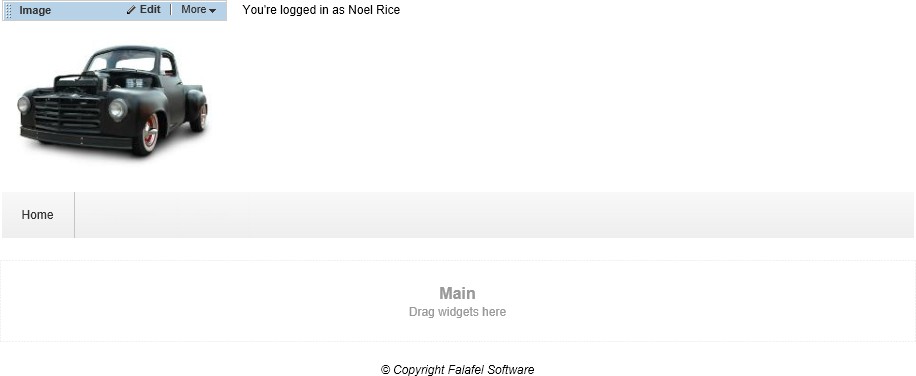 Image Edit More You're logged in as Noel Rice
Home
Main
Drag widgets here
© Copyright Falafel Software